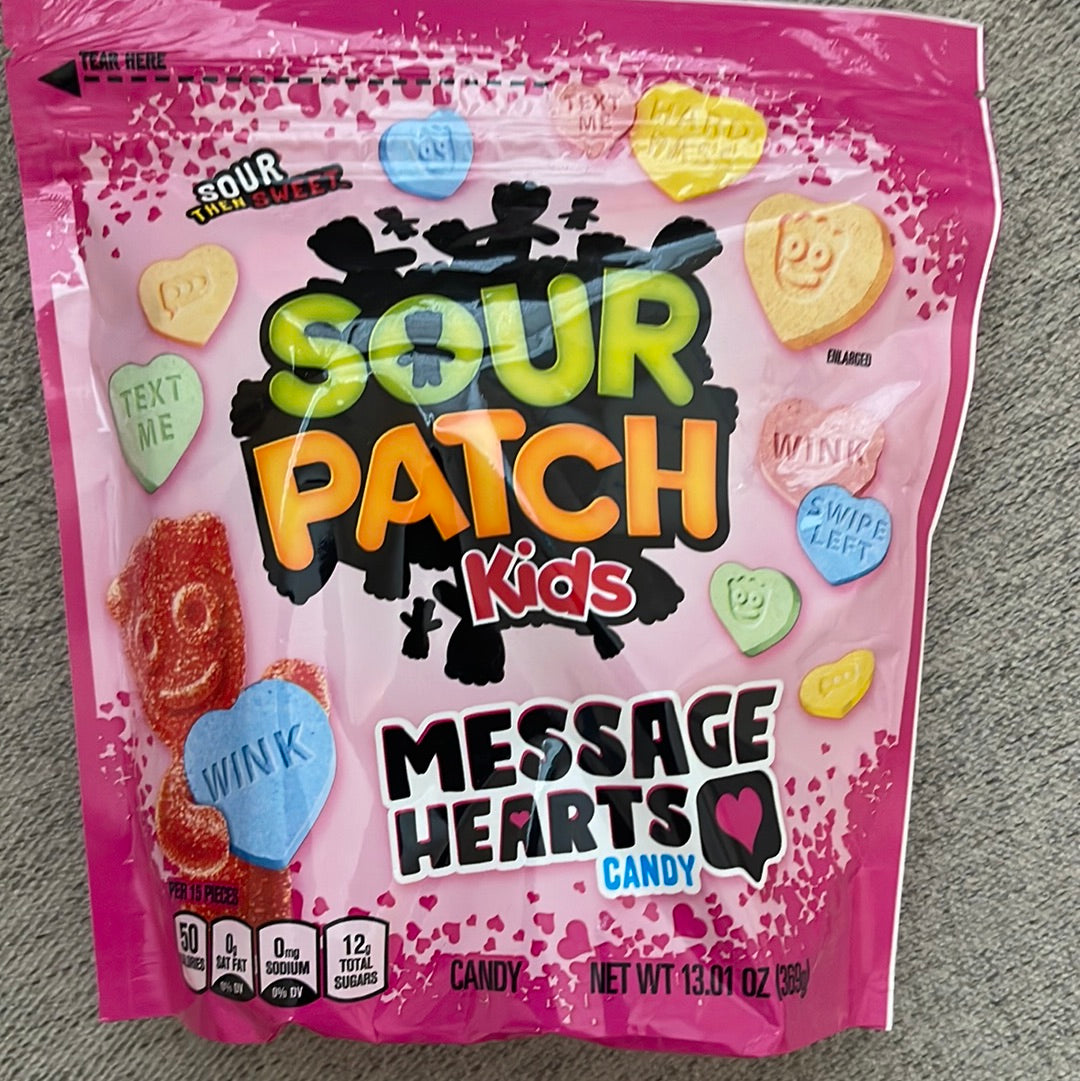 TEAR HERE
SOUR
THEN SWEET
TEXT
ME
HARD
TEXT
ME
SOUR
PATCH
Kids
ENLARGED
WINK
SWIPE
LEFT
WINK
MESSAGE
HEARTS
CANDY
PER 15 PIECES
50
0g
SAT FAT
0% DV
0mg
SODIUM
0% DV
12g
TOTAL
SUGARS
CANDY
NET WT 13.01 OZ (369g)